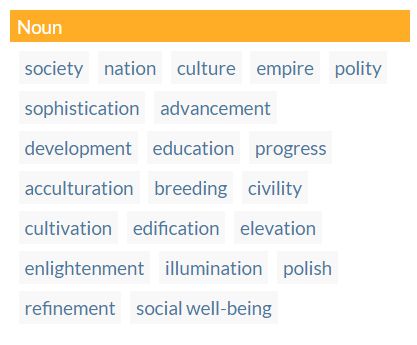 Noun
society nation culture empire polity
sophistication advancement
development education progress
acculturation breeding civility
cultivation edification elevation
enlightenment illumination polish
refinement social well-being